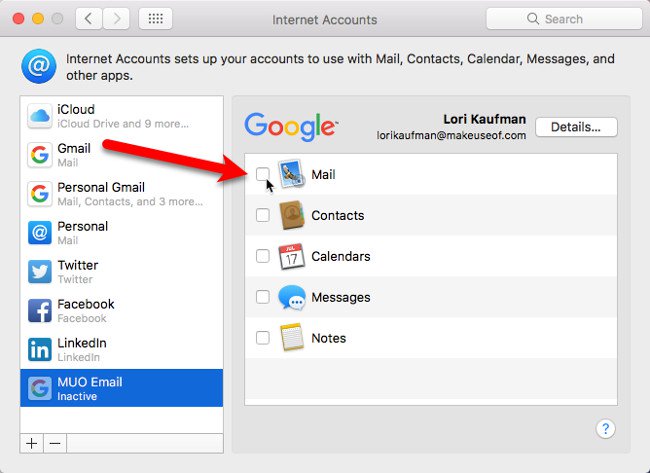 Internet Accounts
Search
@
Internet Accounts sets up your accounts to use with Mail, Contacts, Calendar, Messages, and
other apps.
iCloud
iCloud Drive and 9 more...
Gmail
Mail
Personal Gmail
Mail, Contacts, and 3 more...
@
Personal
Mail
Twitter
Twitter
Facebook
Facebook
LinkedIn
LinkedIn
MUO Email
Inactive
+ −
Google™
Lori Kaufman
lorikaufman@makeuseof.com
Details...
Mail
Contacts
JUL
17
Calendars
Messages
Notes
?